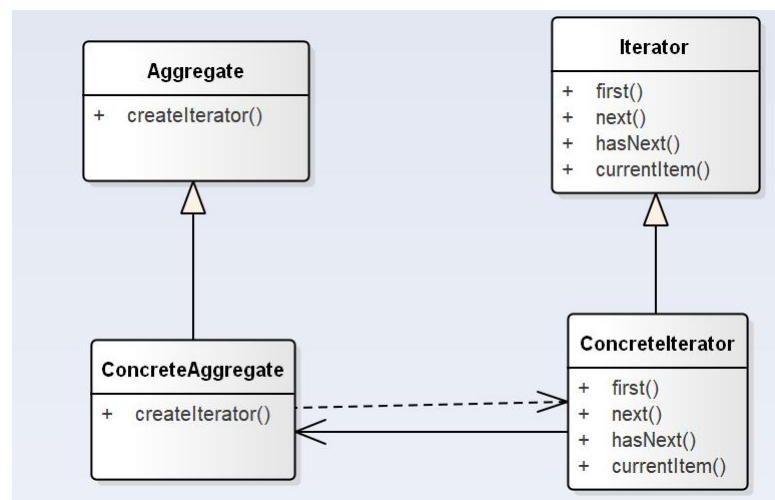 Aggregate
+ createIterator()
Iterator
+ first()
+ next()
+ hasNext()
+ currentItem()
ConcreteAggregate
+ createIterator()
ConcreteIterator
+ first()
+ next()
+ hasNext()
+ currentItem()